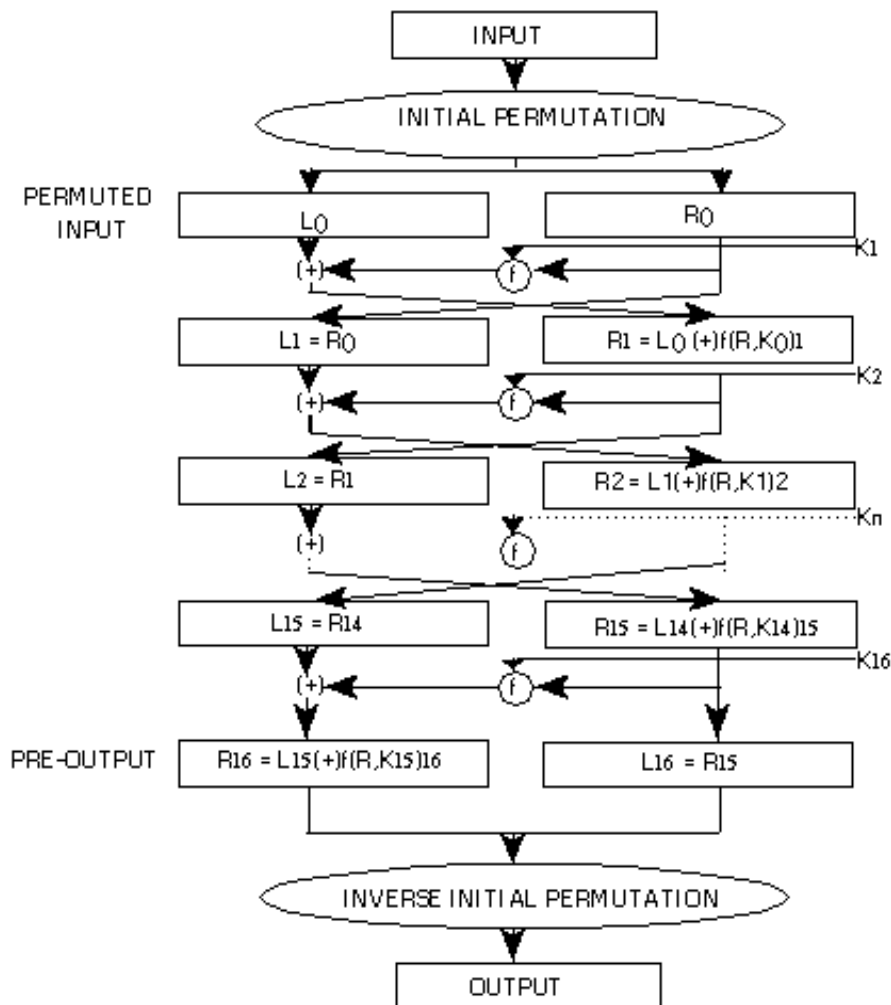 INPUT
INITIAL PERMUTATION
PERMUTED
INPUT
L0
R0
K1
(+)
f
L1 = R0
R1 = L0 (+)f(R,K0)1
K2
(+)
f
L2 = R1
R2 = L1(+)f(R,K1)2
Kn
(+)
f
L15 = R14
R15 = L14(+)f(R,K14)15
K16
(+)
f
PRE-OUTPUT
R16 = L15(+)f(R,K15)16
L16 = R15
INVERSE INITIAL PERMUTATION
OUTPUT